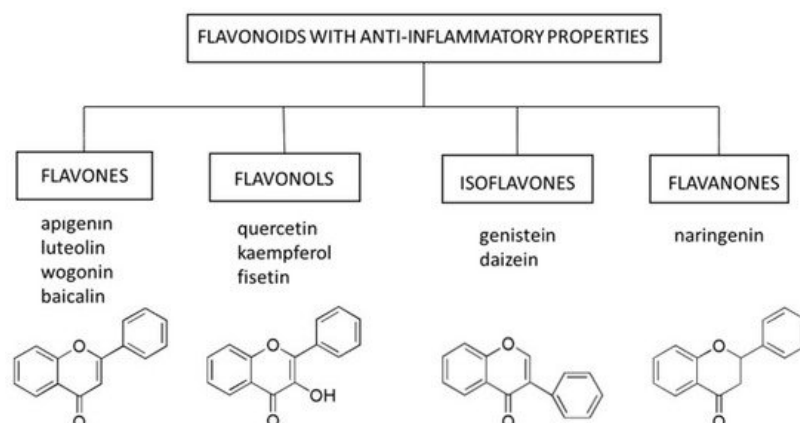 FLAVONOIDS WITH ANTI-INFLAMMATORY PROPERTIES
FLAVONES
apigenin
luteolin
wogonin
baicalin
FLAVONOLS
quercetin
kaempferol
fisetin
ISOFLAVONES
genistein
daizein
FLAVANONES
naringenin
O
O
O
OH
O
O
O
O
O